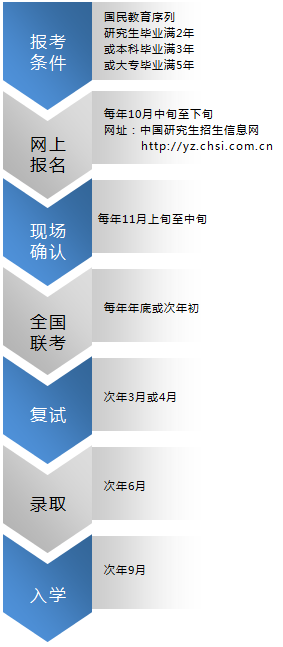 报考
条件
国民教育序列
研究生毕业满2年
或本科毕业满3年
或大专毕业满5年
网上
报名
每年10月中旬至下旬
网址：中国研究生招生信息网
http://yz.chsi.com.cn
现场
确认
每年11月上旬至中旬
全国
联考
每年年底或次年初
复试
次年3月或4月
录取
次年6月
入学
次年9月